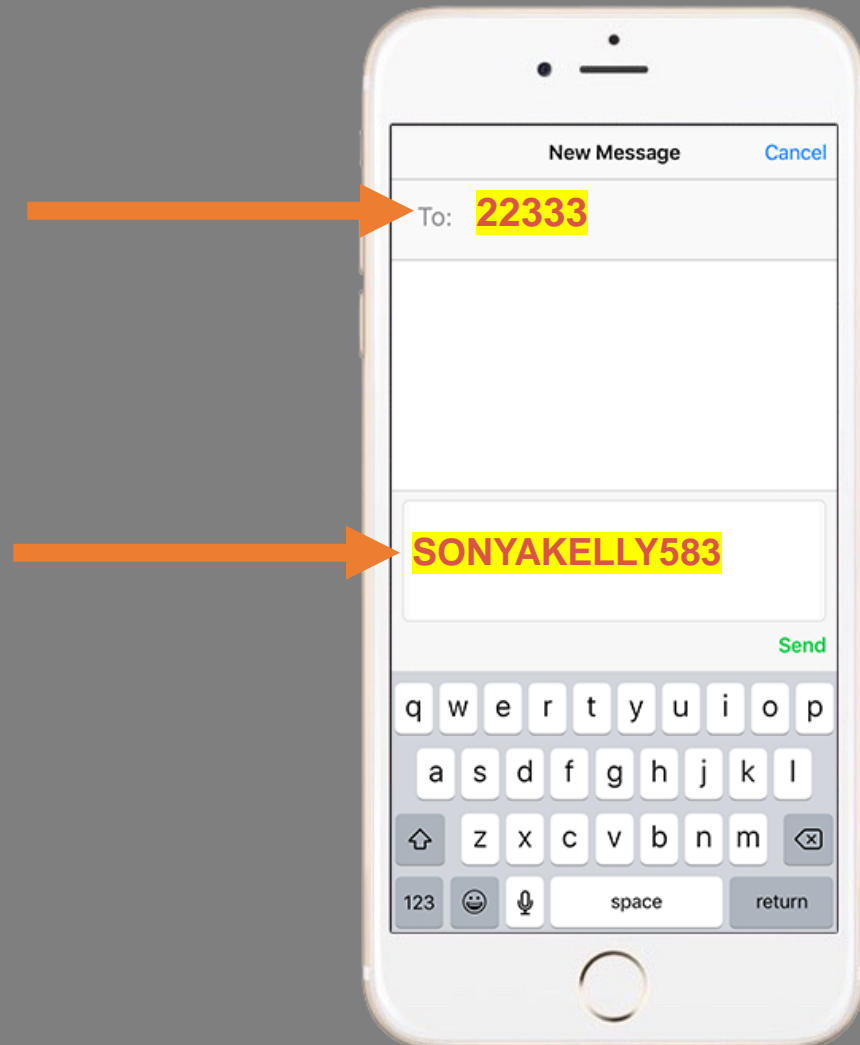 New Message Cancel
To: 22333
SONYAKELLY583
Send
q w e r t y u i o p
a s d f g h j k l
z x c v b n m
123 space return